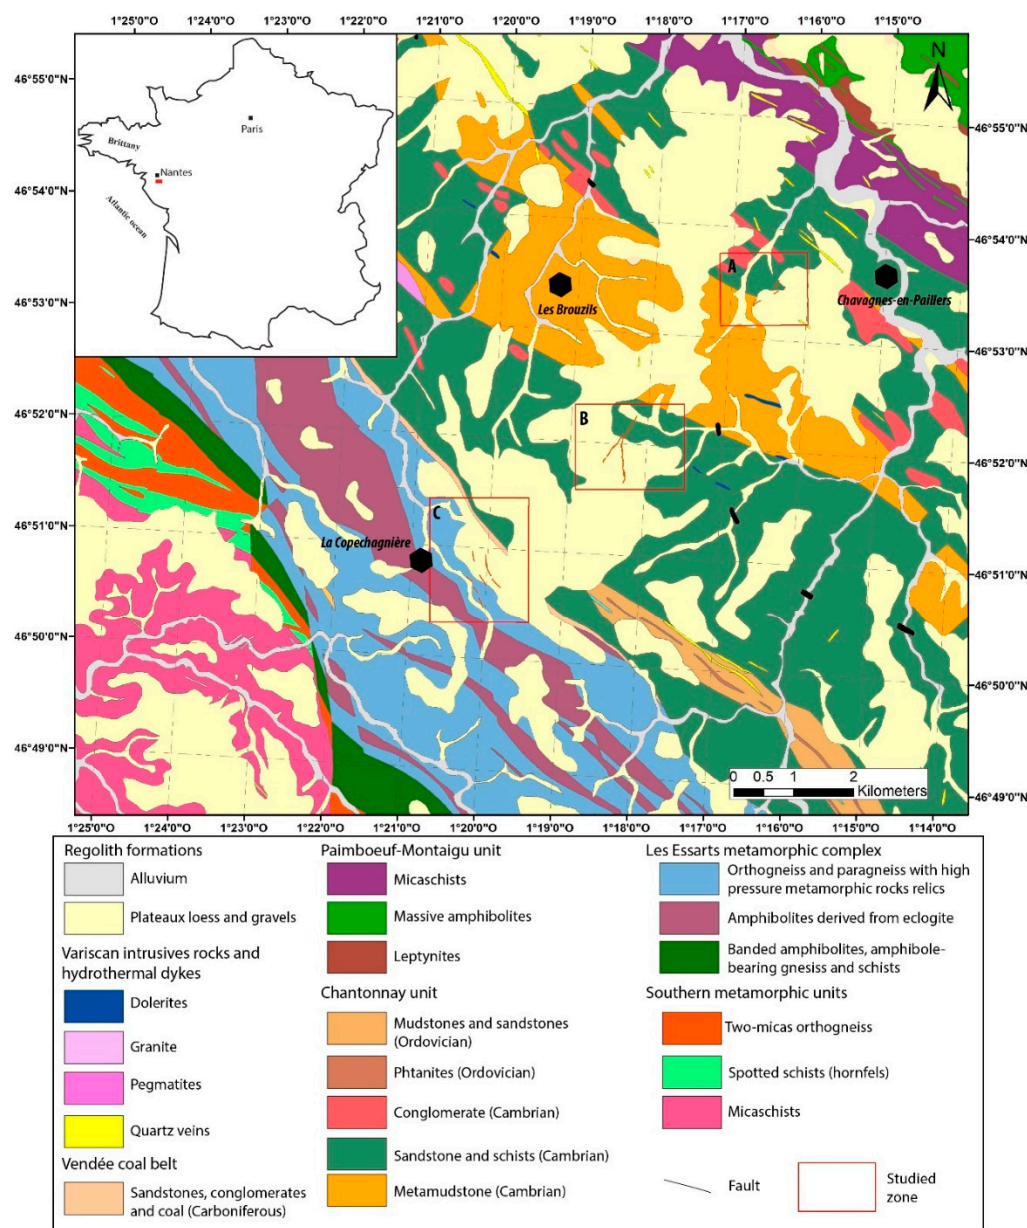 1°25'0"E 1°23'0"E 1°22'0"E 1°21'0"E 1°20'0"E 1°19'0"E 1°18'0"E 1°17'0"E 1°16'0"E 1°15'0"E
N
46°55'0"N
46°54'0"N
46°53'0"N
46°52'0"N
46°51'0"N
46°50'0"N
46°49'0"N
46°55'0"N
46°54'0"N
46°53'0"N
46°52'0"N
46°51'0"N
46°50'0"N
46°49'0"N
Paris
Brittany
Nantes
Atlantic ocean
A
Les Brouzils
Chavagnes-en-Paillers
B
C
La Copechagnière
0 0.5 1 2
Kilometers
1°25'0"E 1°24'0"E 1°23'0"E 1°22'0"E 1°21'0"E 1°20'0"E 1°19'0"E 1°18'0"E 1°17'0"E 1°16'0"E 1°15'0"E 1°14'0"E
Regolith formations
Alluvium
Plateaux loess and gravels
Variscan intrusives rocks and
hydrothermal dykes
Dolerites
Granite
Pegmatites
Quartz veins
Vendée coal belt
Sandstones, conglomerates
and coal (Carboniferous)
Paimboeuf-Montaigu unit
Micaschists
Massive amphibolites
Leptynites
Chantonnay unit
Mudstones and sandstones
(Ordovician)
Phtanites (Ordovician)
Conglomerate (Cambrian)
Sandstone and schists (Cambrian)
Metamudstone (Cambrian)
Les Essarts metamorphic complex
Orthogneiss and paragneiss with high
pressure metamorphic rocks relics
Amphibolites derived from eclogite
Banded amphibolites, amphibole-
bearing gnesiss and schists
Southern metamorphic units
Two-micas orthogneiss
Spotted schists (hornfels)
Micaschists
Fault
Studied
zone